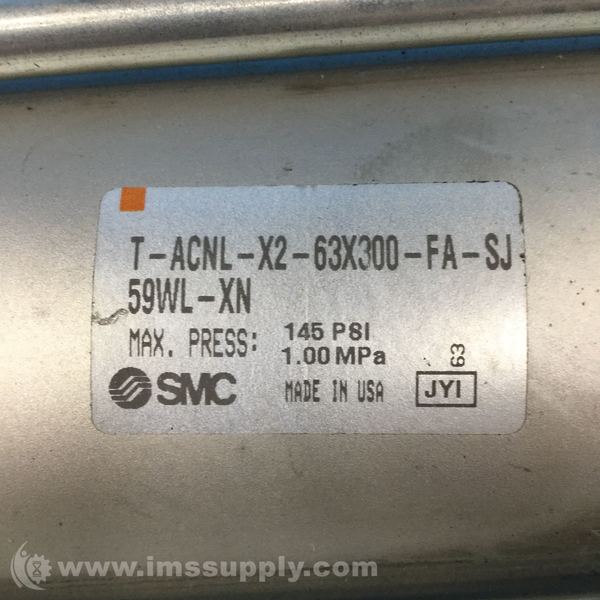 T-ACNL-X2-63X300-FA-SJ
59WL-XN
MAX. PRESS: 145 PSI
1.00 MPa
63
SMC MADE IN USA JYI
www.imssupply.com